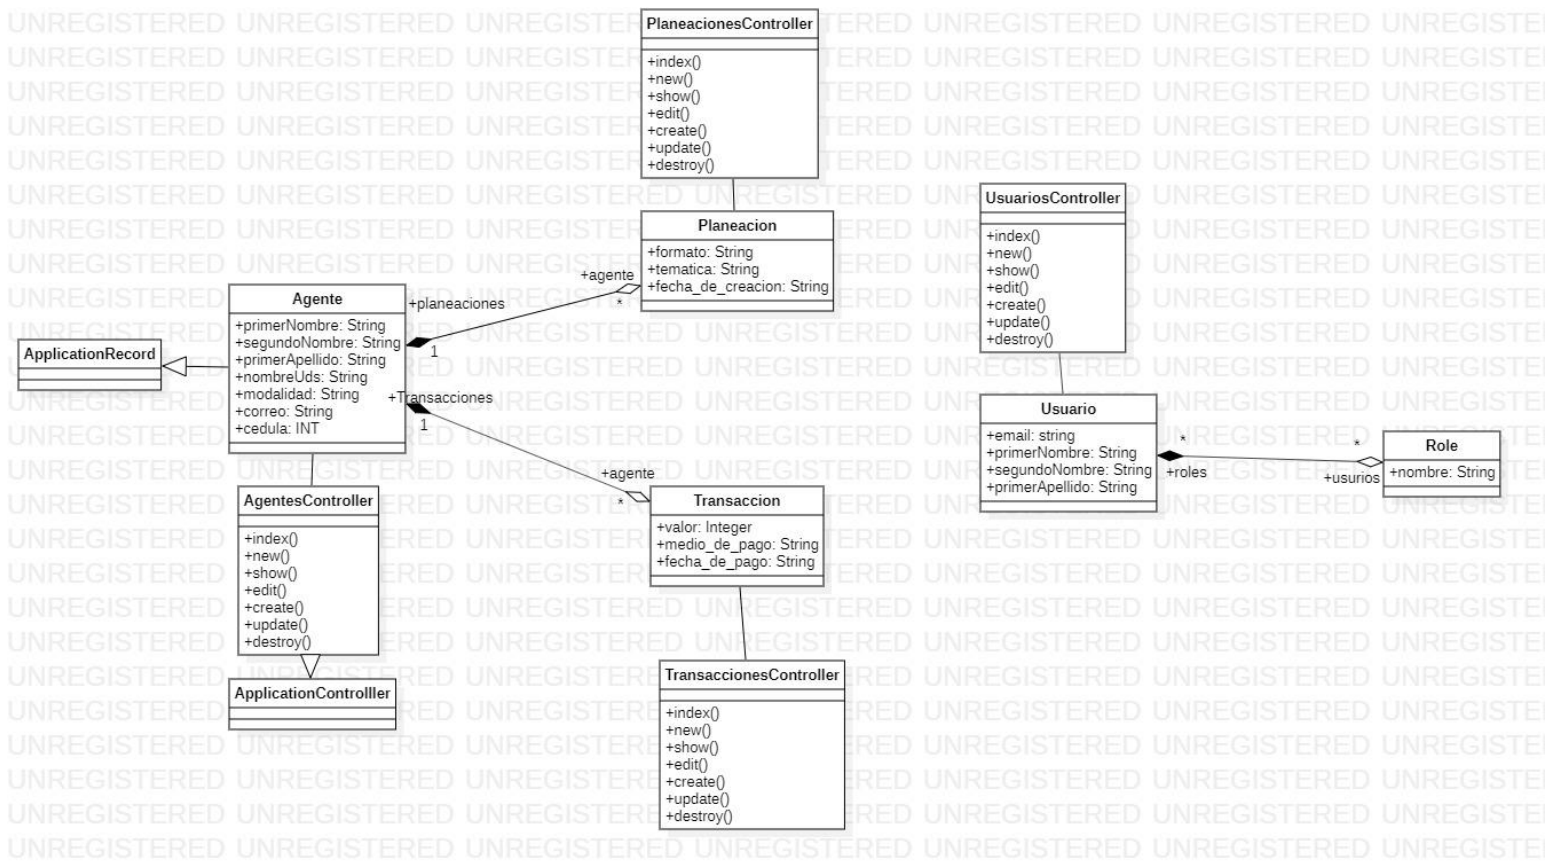 PlaneacionesController
+index()
+new()
+show()
+edit()
+create()
+update()
+destroy()
Planeacion
+formato: String
+tematica: String
+fecha_de_creacion: String
+agente
*
+planeaciones
1
Agente
+primerNombre: String
+segundoNombre: String
+primerApellido: String
+nombreUds: String
+modalidad: String
+correo: String
+cedula: INT
ApplicationRecord
+Transacciones
1
+agente
*
AgentesController
+index()
+new()
+show()
+edit()
+create()
+update()
+destroy()
ApplicationControlller
Transaccion
+valor: Integer
+medio_de_pago: String
+fecha_de_pago: String
TransaccionesController
+index()
+new()
+show()
+edit()
+create()
+update()
+destroy()
UsuariosController
+index()
+new()
+show()
+edit()
+create()
+update()
+destroy()
Usuario
+email: string
+primerNombre: String
+segundoNombre: String
+primerApellido: String
*
+roles
*
+usurios
Role
+nombre: String
UNREGISTERED